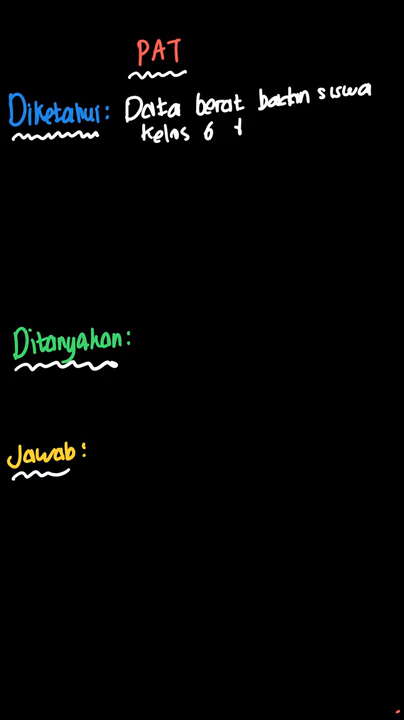 PAT
Diketahui: Data berat badan siswa
kelas 6
Ditanyakan:
Jawab: